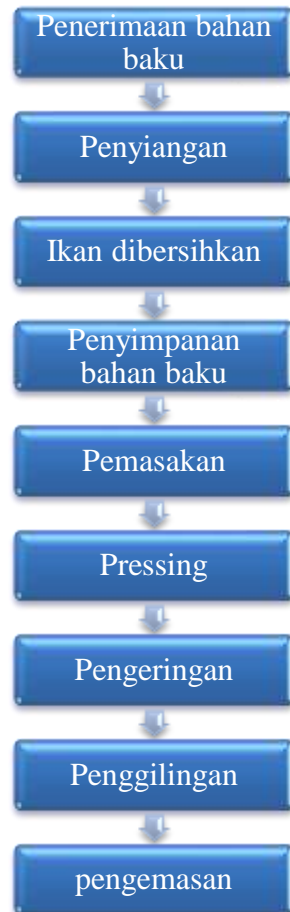 Penerimaan bahan
baku
Penyiangan
Ikan dibersihkan
Penyimpanan
bahan baku
Pemasakan
Pressing
Pengeringan
Penggilingan
pengemasan